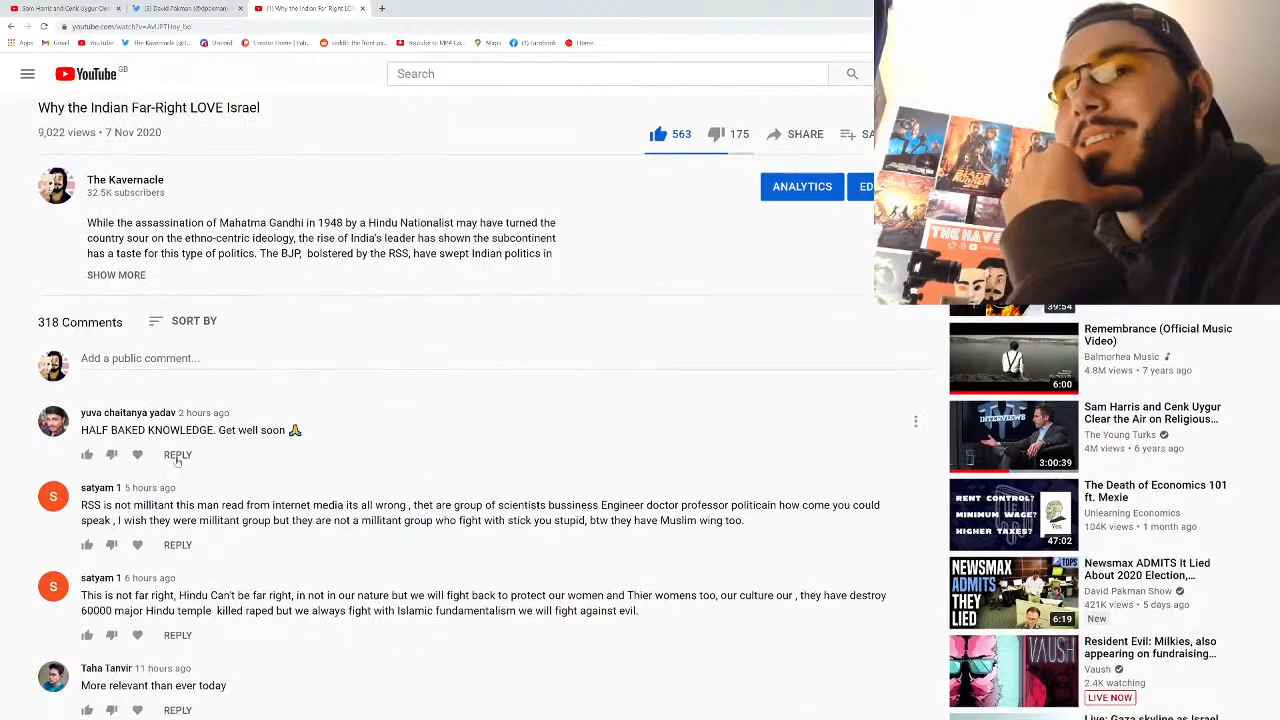 Sam Harris and Cenk Uygur Clea
(3) David Pakman (@dpakman) /
(1) Why the Indian Far-Right LO
youtube.com/watch?v=AVUPTHny_bo
Apps
Gmail
YouTube
The Kavernacle (@T...
Discord
Creator Home | Pat...
reddit: the front pa...
Youtube to MP4 Co...
Maps
(1) Facebook
Home
YouTube GB
Search
Why the Indian Far-Right LOVE Israel
9,022 views • 7 Nov 2020
563
175
SHARE
SA
The Kavernacle
32.5K subscribers
ANALYTICS
ED
While the assassination of Mahatma Gandhi in 1948 by a Hindu Nationalist may have turned the
country sour on the ethno-centric ideology, the rise of India's leader has shown the subcontinent
has a taste for this type of politics. The BJP, bolstered by the RSS, have swept Indian politics in
SHOW MORE
318 Comments
SORT BY
Add a public comment...
yuva chaitanya yadav 2 hours ago
HALF BAKED KNOWLEDGE. Get well soon 🙏
REPLY
S
satyam 1 5 hours ago
RSS is not militant this man read from internet more , he is wrong , that are group of scientists bussiness Engineer doctor professor politicain how come you could
speak , I wish they were militant group but they are not a militant group who fight with stick you stupid, btw they have Muslim wing too.
REPLY
S
satyam 1 6 hours ago
This is not far right, Hindu Can't be far right, in not in our nature but we will fight back to protect our women and Thier womens too, our culture our , they have destroy
60000 major Hindu temple killed raped but we always fight with Islamic fundamentalism we will fight against evil.
REPLY
Taha Tanvir 11 hours ago
More relevant than ever today
REPLY
BLADE
RUNNER
THE KAVE
39:54
Remembrance (Official Music
Video)
Balmorhea Music
4.8M views • 7 years ago
6:00
Sam Harris and Cenk Uygur
Clear the Air on Religious...
The Young Turks
4M views • 6 years ago
INTERVIEWS
3:00:39
The Death of Economics 101
ft. Mexie
Unlearning Economics
104K views • 1 month ago
RENT CONTROL?
MINIMUM WAGE?
HIGHER TAXES?
Yes.
47:02
Newsmax ADMITS It Lied
About 2020 Election,...
David Pakman Show
421K views • 5 days ago
New
NEWSMAX
ADMITS
THEY
LIED
TDPS
6:19
Resident Evil: Milkies, also
appearing on fundraising...
Vaush
2.4K watching
LIVE NOW
VAUSH
Live: Gaza skyline as Israel